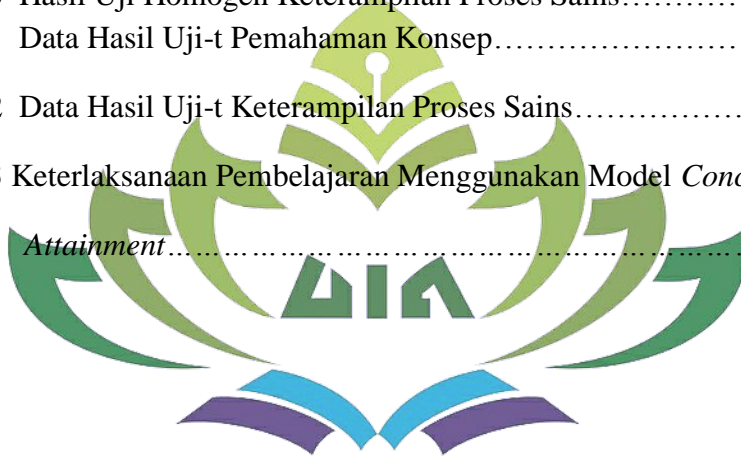 Hasil Uji Homogen Keterampilan Proses Sains……………
Data Hasil Uji-t Pemahaman Konsep……………………
Data Hasil Uji-t Keterampilan Proses Sains………………
Keterlaksanaan Pembelajaran Menggunakan Model
Attainment……………………………………………………
UIN